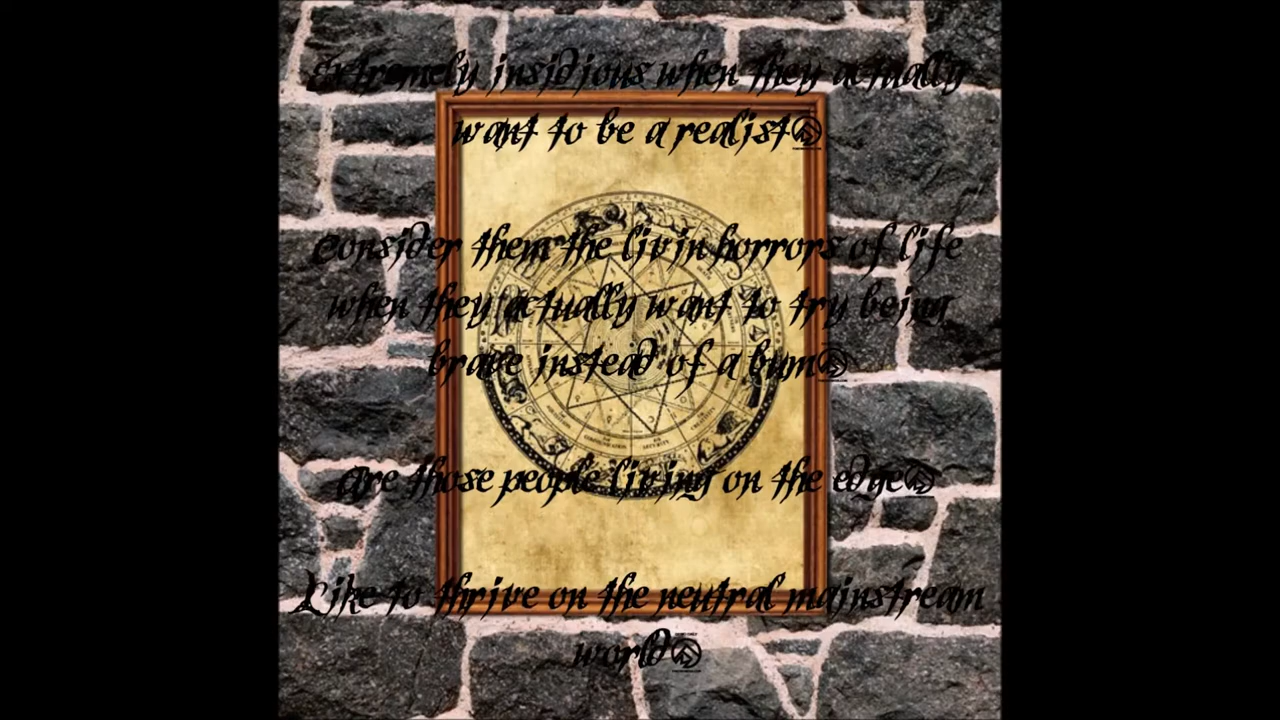 Extremely insidious when they actually
want to be a realist
Consider them the livin horrors of life
when they actually want to try being
brave instead of a bum
Are those people living on the edge
Like to thrive on the neutral mainstream
world